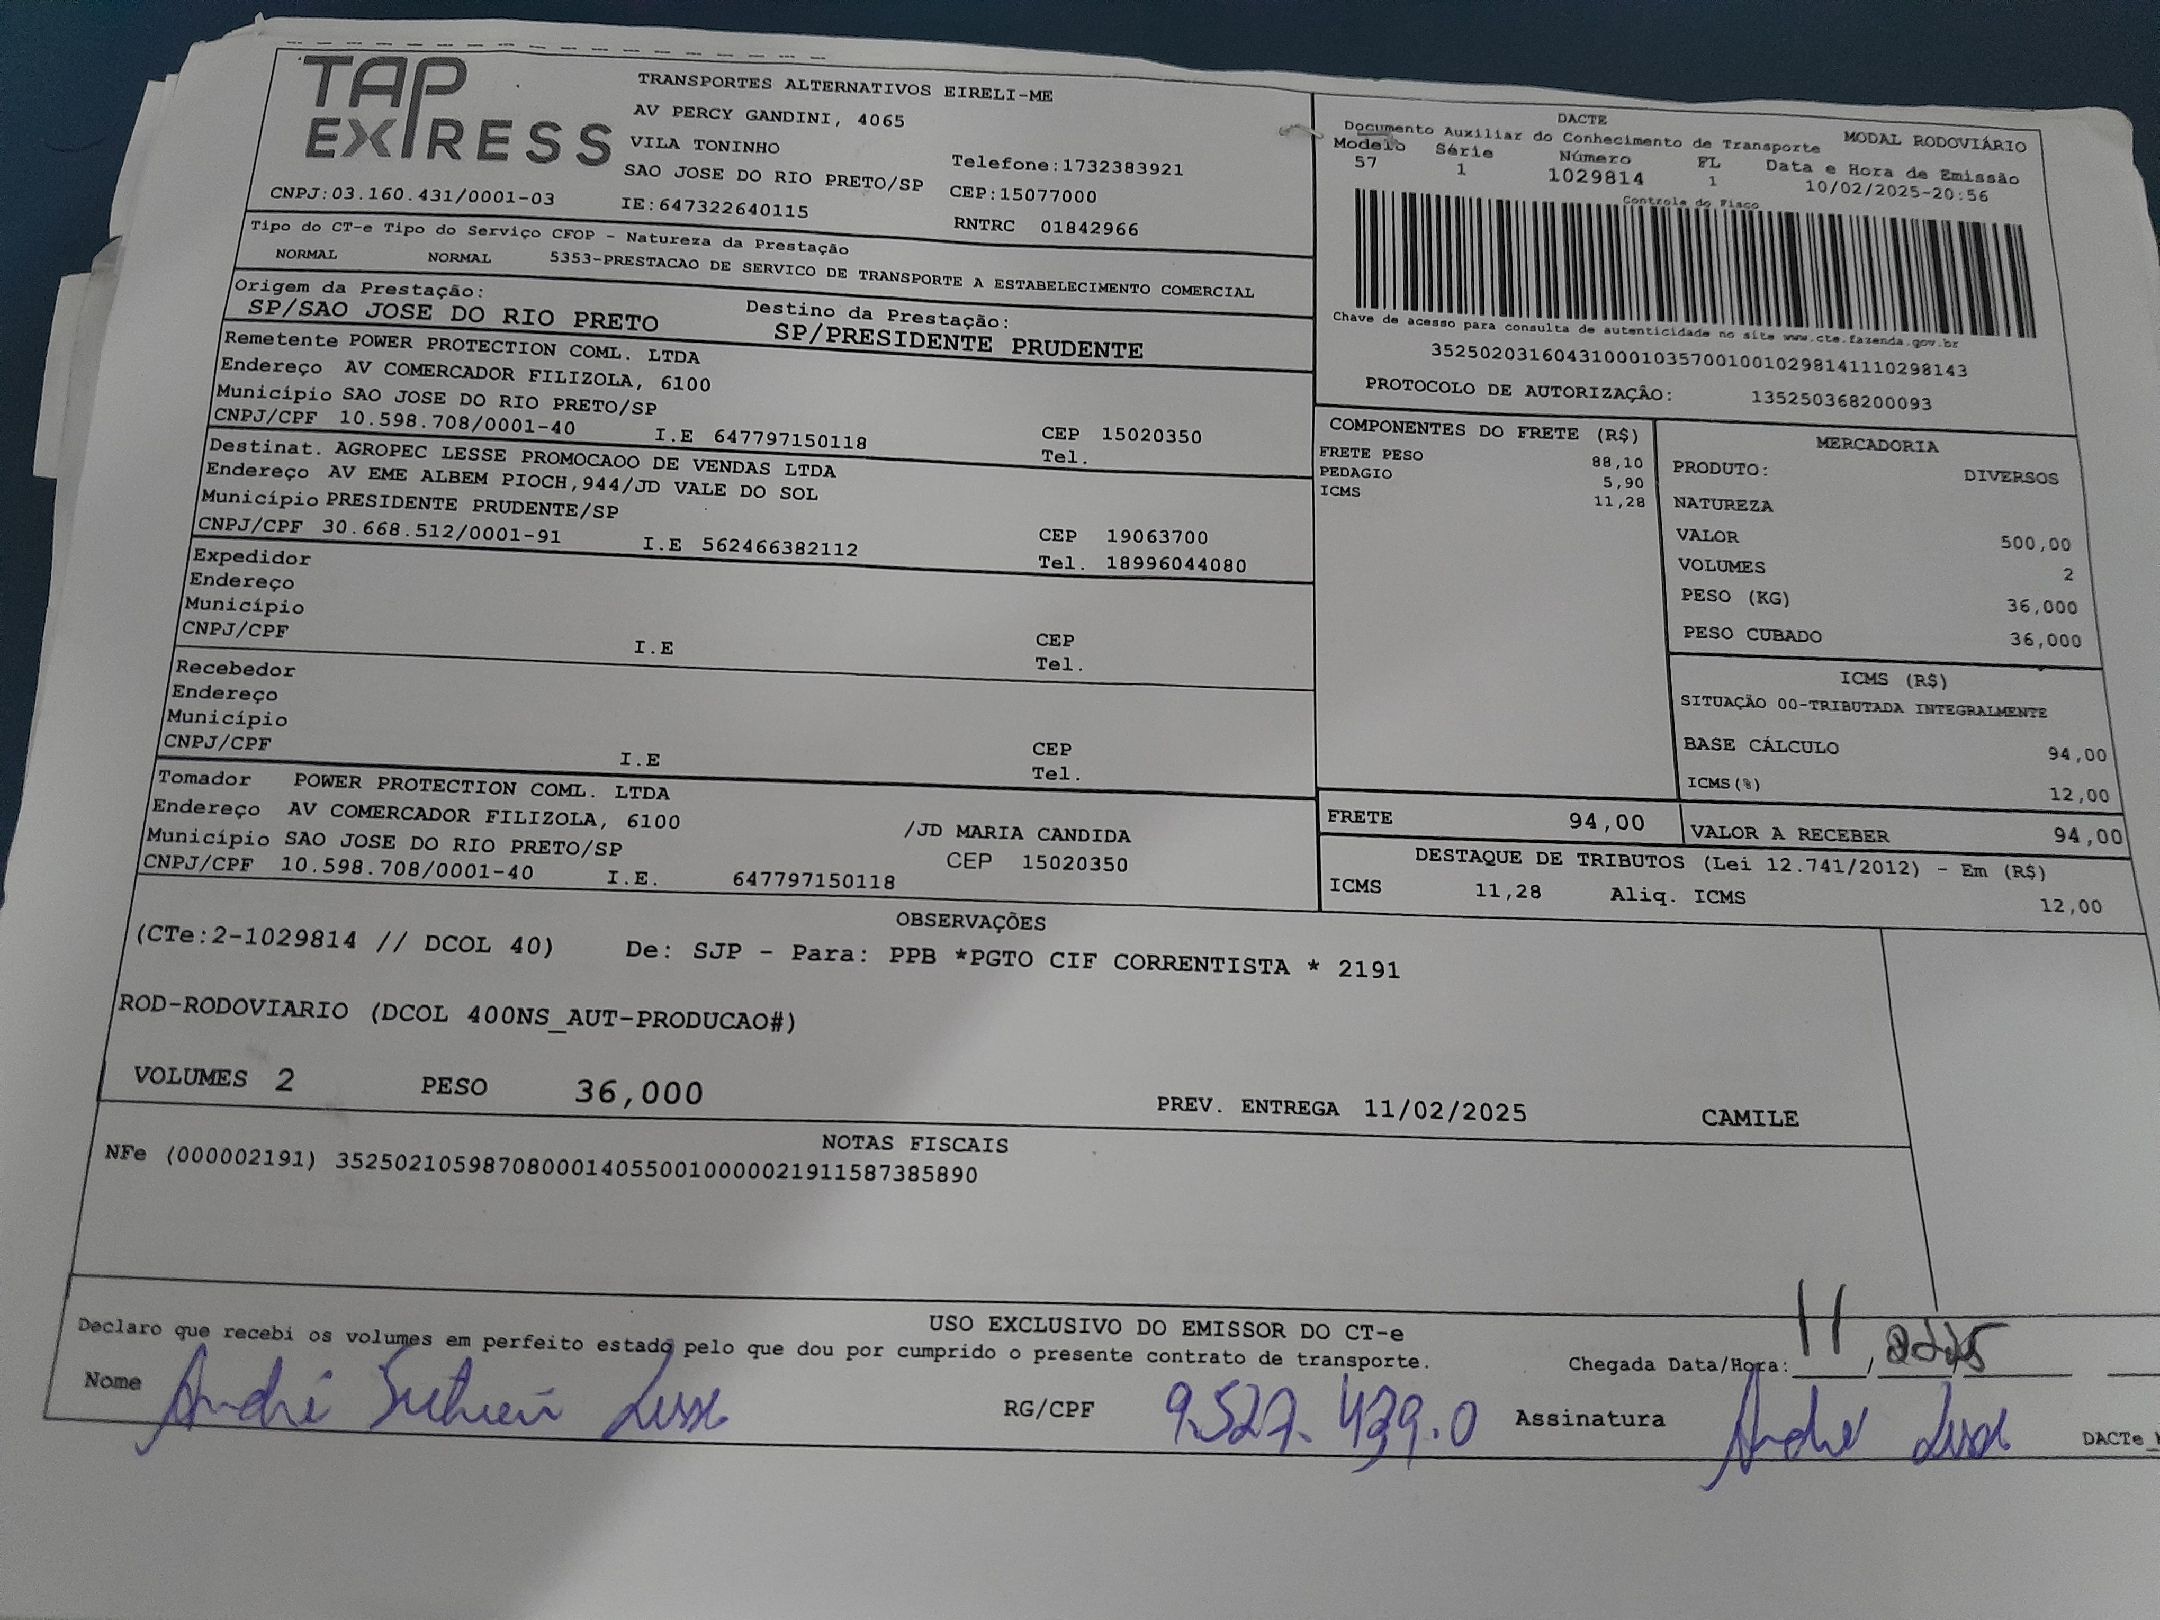 TAP EXPRESS
TRANSPORTES ALTERNATIVOS EIRELI-ME
AV PERCY GANDINI, 4065
VILA TONINHO
SAO JOSE DO RIO PRETO/SP
Telefone:1732383921
CEP:15077000
CNPJ:03.160.431/0001-03 IE:647322640115 RNTRC 01842966
DACTE
Documento Auxiliar do Conhecimento de Transporte MODAL RODOVIÁRIO
Modelo Série Número FL Data e Hora de Emissão
57 1 1029814 1 10/02/2025-20:56
Controle do Fisco
Chave de acesso para consulta de autenticidade no site www.cte.fazenda.gov.br
35250203160431000103570010010298141110298143
PROTOCOLO DE AUTORIZAÇÂO: 135250368200093
Tipo do CT-e Tipo do Serviço CFOP - Natureza da Prestação
NORMAL NORMAL 5353-PRESTACAO DE SERVICO DE TRANSPORTE A ESTABELECIMENTO COMERCIAL
Origem da Prestação: Destino da Prestação:
SP/SAO JOSE DO RIO PRETO SP/PRESIDENTE PRUDENTE
Remetente POWER PROTECTION COML. LTDA
Endereço AV COMERCADOR FILIZOLA, 6100
Município SAO JOSE DO RIO PRETO/SP
CNPJ/CPF 10.598.708/0001-40 I.E 647797150118 CEP 15020350
Tel.
Destinat. AGROPEC LESSE PROMOCAOO DE VENDAS LTDA
Endereço AV EME ALBEM PIOCH,944/JD VALE DO SOL
Município PRESIDENTE PRUDENTE/SP
CNPJ/CPF 30.668.512/0001-91 I.E 562466382112 CEP 19063700
Tel. 18996044080
Expedidor
Endereço
Município
CNPJ/CPF I.E CEP
Tel.
Recebedor
Endereço
Município
CNPJ/CPF I.E CEP
Tel.
Tomador POWER PROTECTION COML. LTDA
Endereço AV COMERCADOR FILIZOLA, 6100 /JD MARIA CANDIDA
Município SAO JOSE DO RIO PRETO/SP CEP 15020350
CNPJ/CPF 10.598.708/0001-40 I.E. 647797150118
COMPONENTES DO FRETE (R$)
FRETE PESO 88,10
PEDAGIO 5,90
ICMS 11,28
MERCADORIA
PRODUTO: DIVERSOS
NATUREZA
VALOR 500,00
VOLUMES 2
PESO (KG) 36,000
PESO CUBADO 36,000
ICMS (R$)
SITUAÇÃO 00-TRIBUTADA INTEGRALMENTE
BASE CÁLCULO 94,00
ICMS(%) 12,00
FRETE 94,00 VALOR A RECEBER 94,00
DESTAQUE DE TRIBUTOS (Lei 12.741/2012) - Em (R$)
ICMS 11,28 Aliq. ICMS 12,00
OBSERVAÇÕES
(CTe:2-1029814 // DCOL 40) De: SJP - Para: PPB *PGTO CIF CORRENTISTA * 2191
ROD-RODOVIARIO (DCOL 400NS_AUT-PRODUCAO#)
VOLUMES 2 PESO 36,000 PREV. ENTREGA 11/02/2025 CAMILE
NOTAS FISCAIS
NFe (000002191) 35250210598708000140550010000021911587385890
USO EXCLUSIVO DO EMISSOR DO CT-e
Declaro que recebi os volumes em perfeito estado pelo que dou por cumprido o presente contrato de transporte. Chegada Data/Hora: 11 /
Nome André RG/CPF 9.527.439.0 Assinatura André